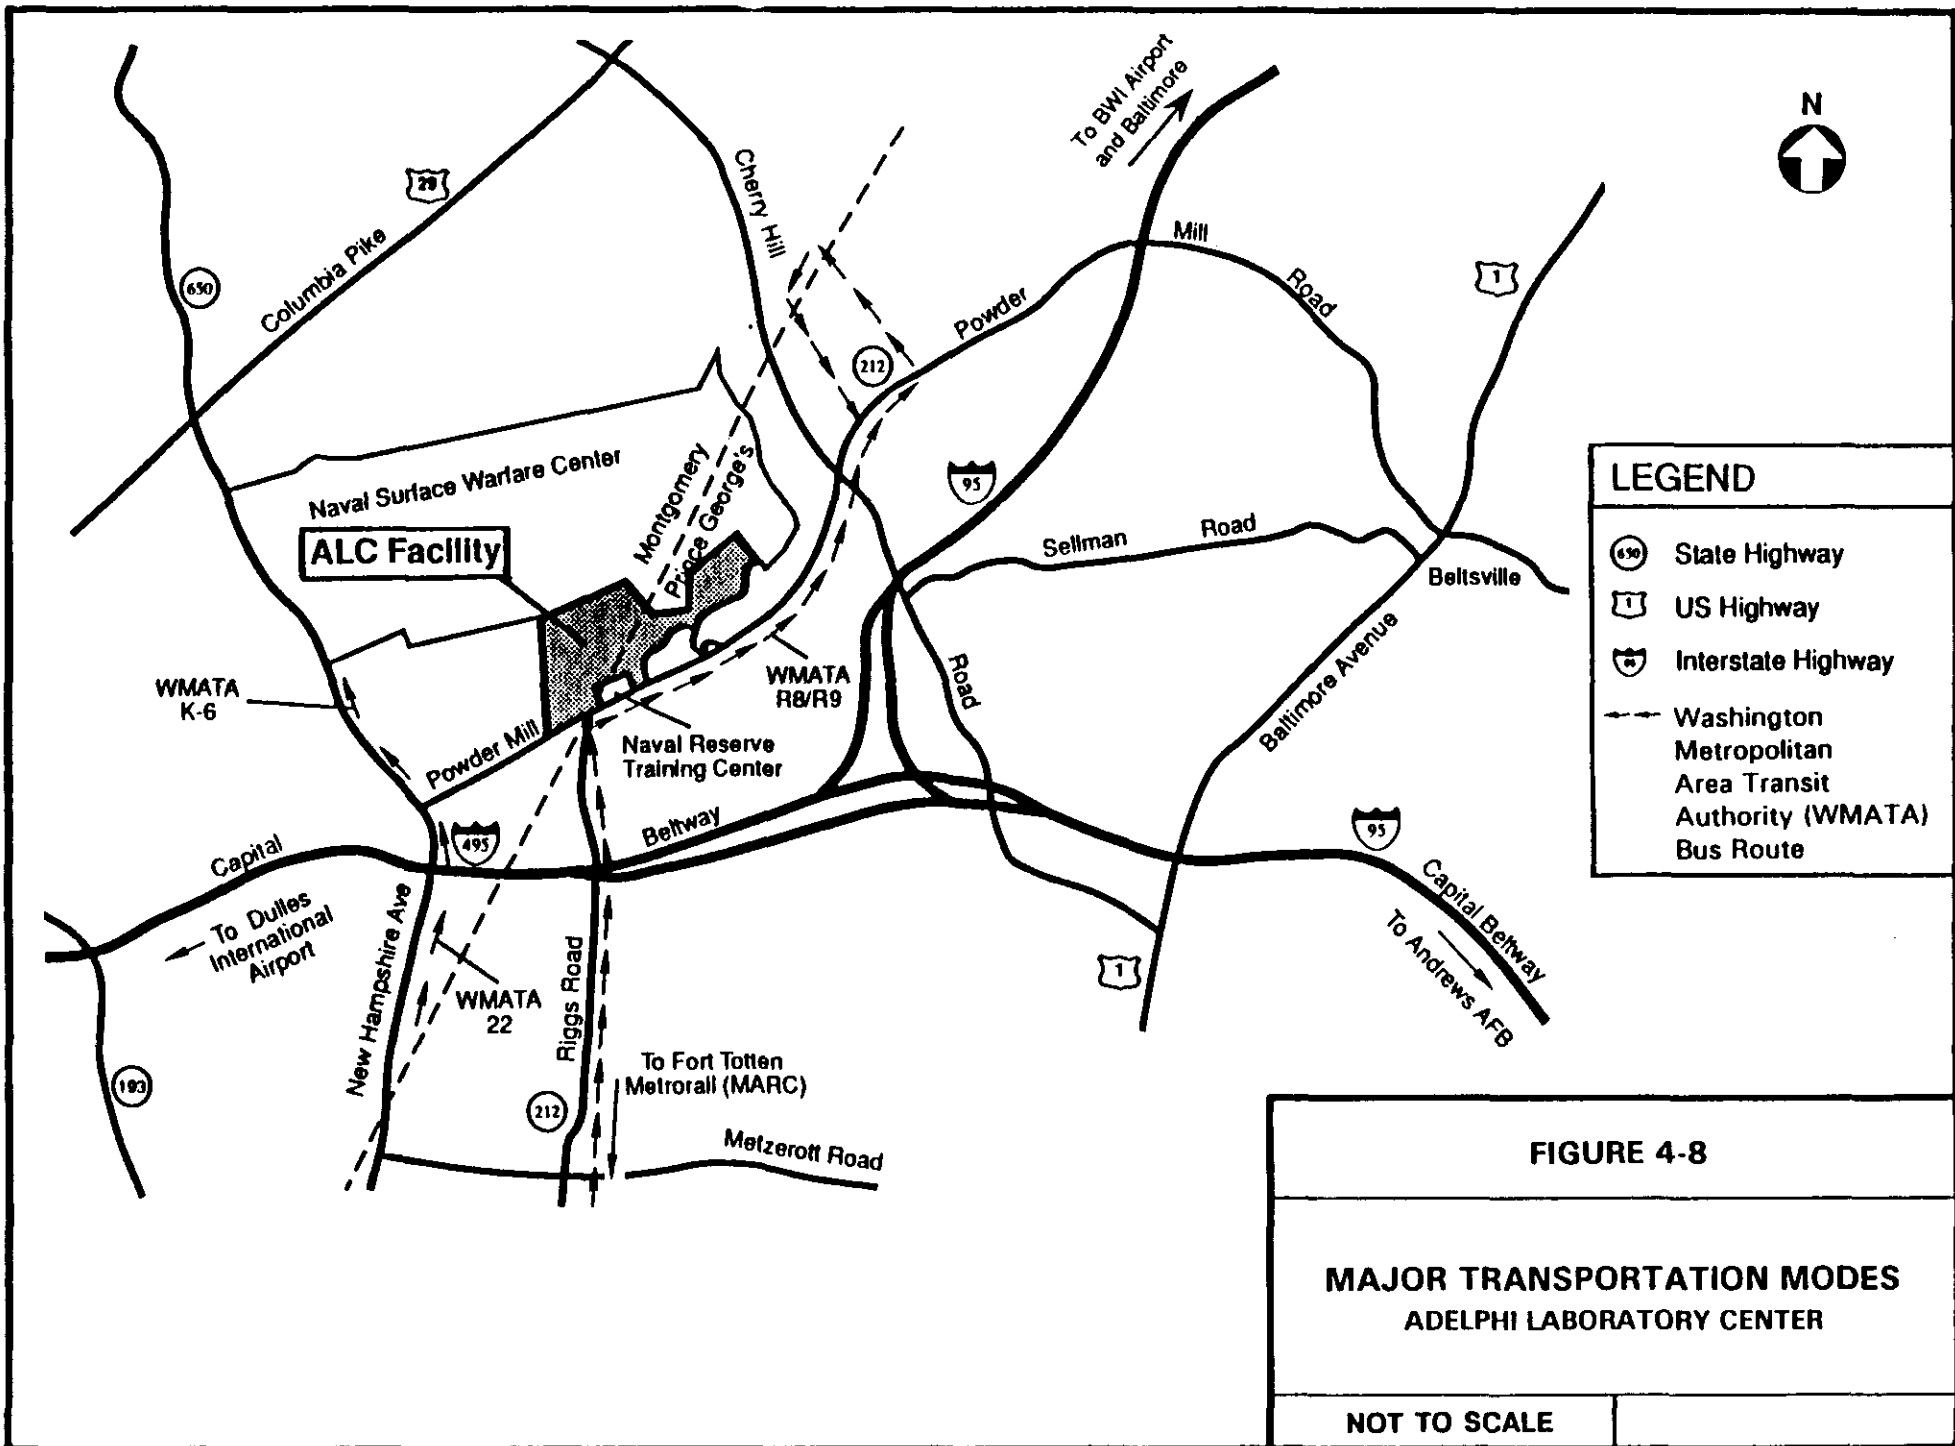 To BWI Airport
and Baltimore
N
29
Columbia Pike
650
Cherry Hill
Mill
Road
1
Powder
212
Naval Surface Warfare Center
Montgomery
Prince George's
95
ALC Facility
Sellman Road
Beltsville
WMATA
K-6
WMATA
R8/R9
Road
Baltimore Avenue
Powder Mill
Naval Reserve
Training Center
Capital
495
Beltway
95
Capital Beltway
To Dulles
International
Airport
To Andrews AFB
New Hampshire Ave
WMATA
22
Riggs Road
1
193
212
To Fort Totten
Metrorail (MARC)
Metzerott Road
LEGEND
650 State Highway
1 US Highway
Interstate Highway
Washington
Metropolitan
Area Transit
Authority (WMATA)
Bus Route
FIGURE 4-8
MAJOR TRANSPORTATION MODES
ADELPHI LABORATORY CENTER
NOT TO SCALE